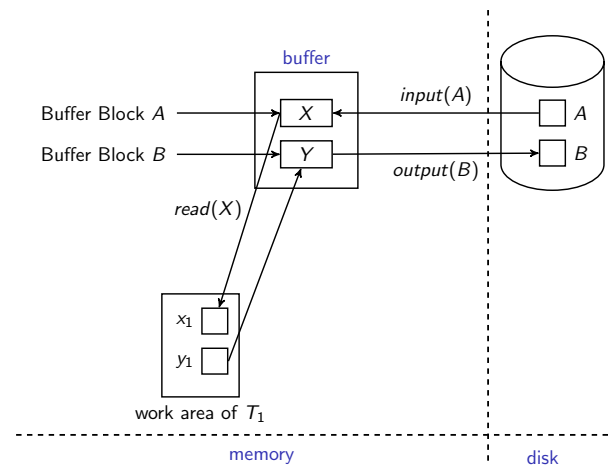 buffer
input(A)
Buffer Block A
X
A
Buffer Block B
Y
B
output(B)
read(X)
x1
y1
work area of T1
memory
disk